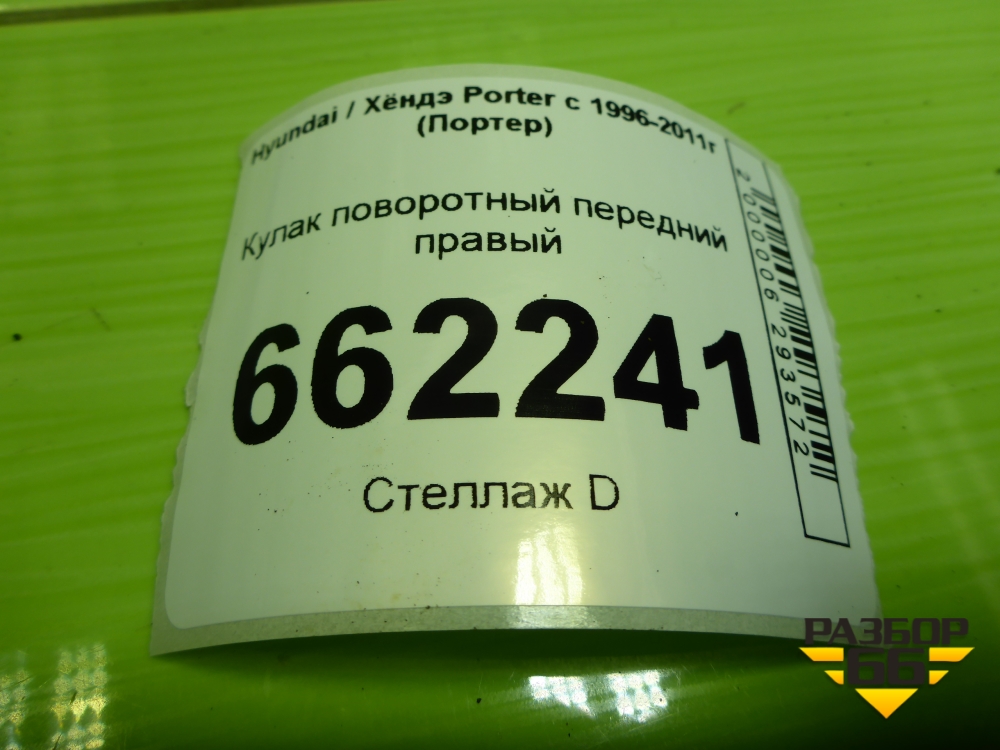 Hyundai / Хёндэ Porter с 1996-2011г
(Портер)
Кулак поворотный передний
правый
662241
Стеллаж D
2000006293572
РАЗБОР
66